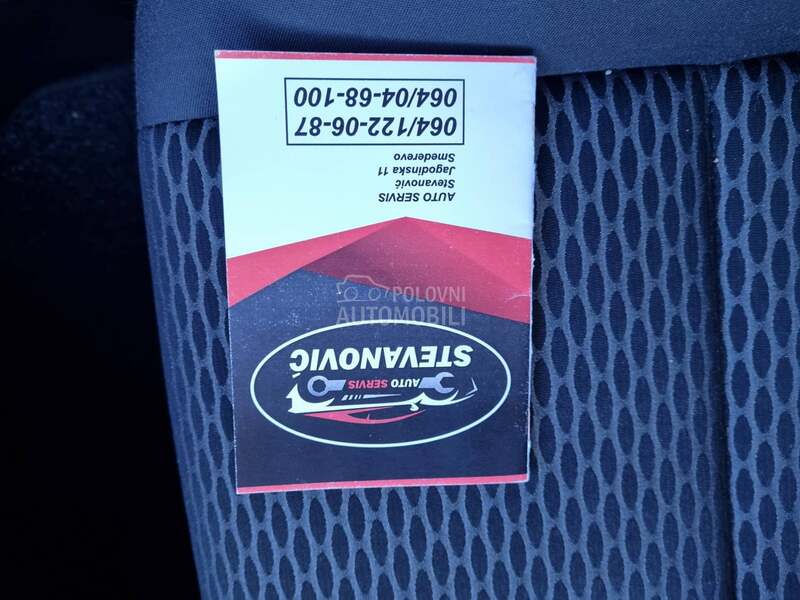 AUTO SERVIS
STEVANOVIĆ
AUTO SERVIS
Stevanović
Jagodinska 11
Smederevo
064/122-06-87
064/04-68-100
POLOVNI
AUTOMOBILI